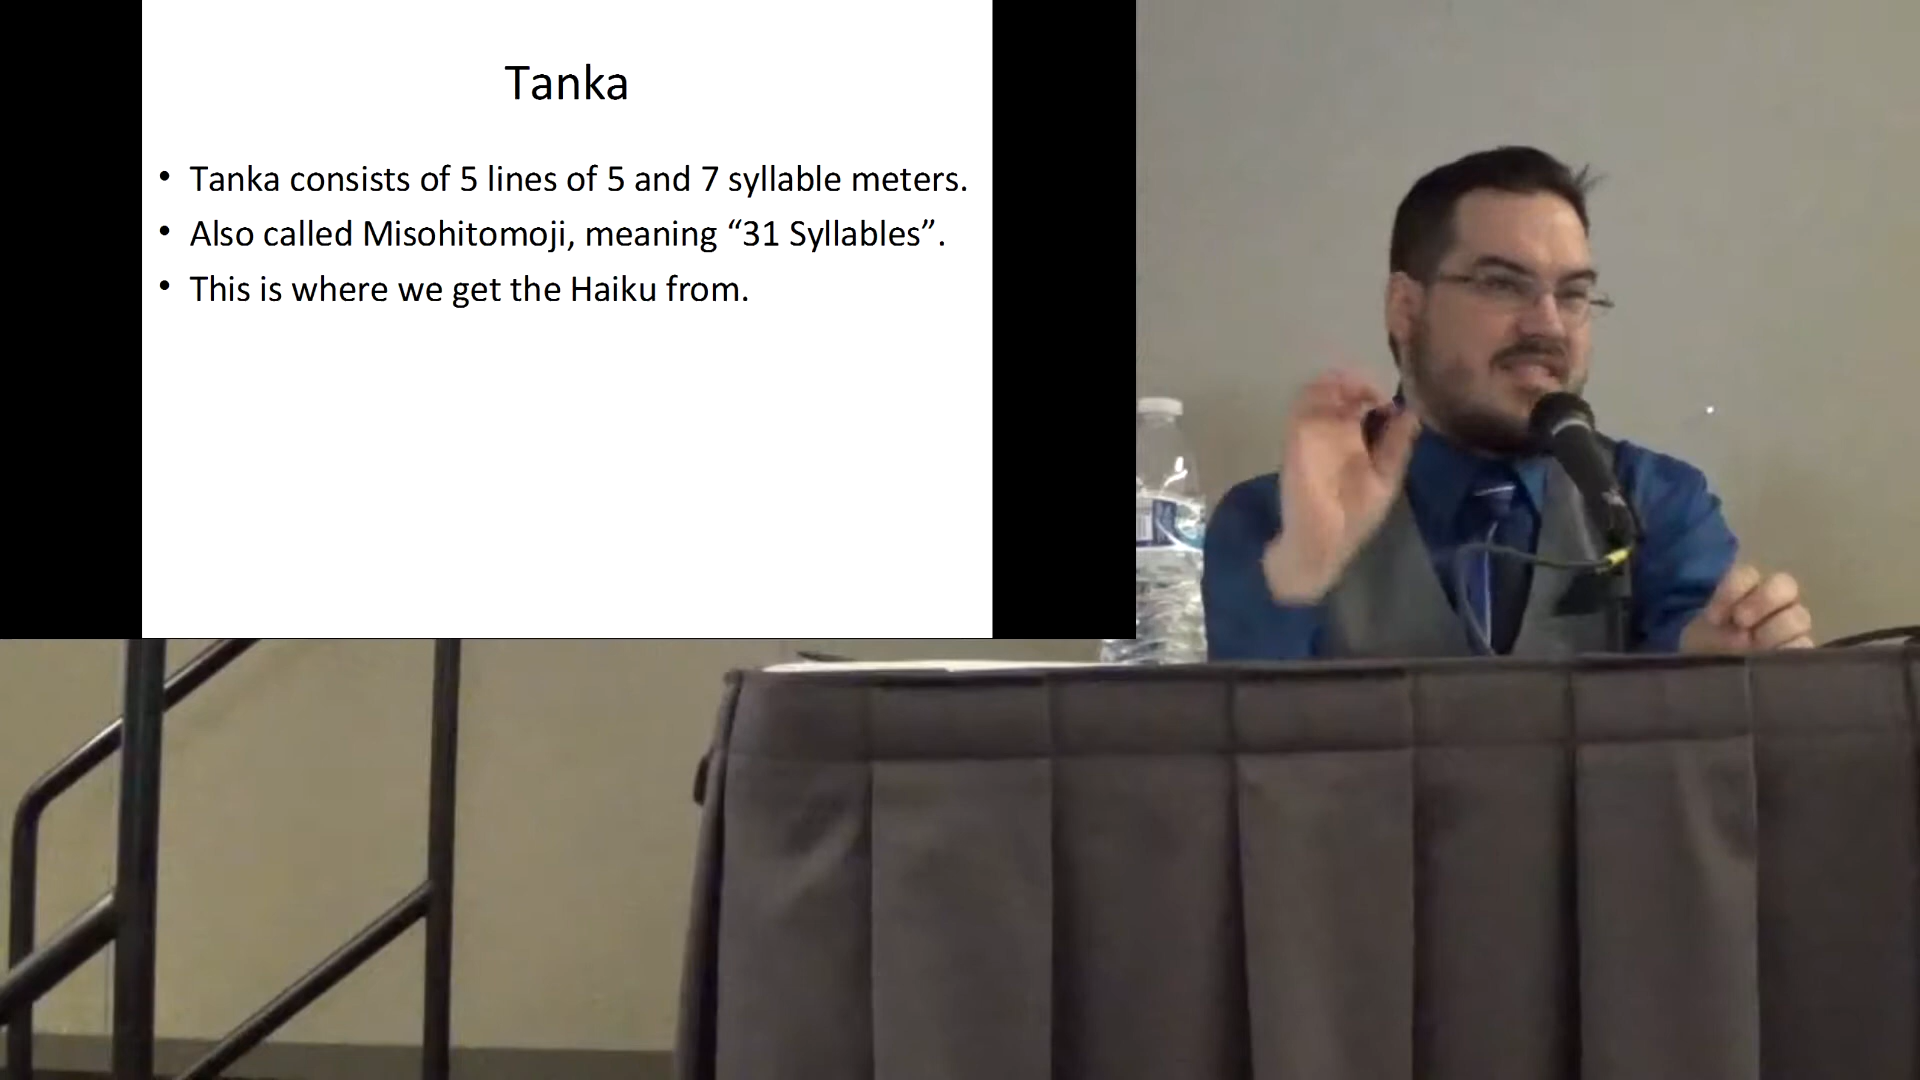 Tanka
• Tanka consists of 5 lines of 5 and 7 syllable meters.
• Also called Misohitomoji, meaning “31 Syllables”.
• This is where we get the Haiku from.